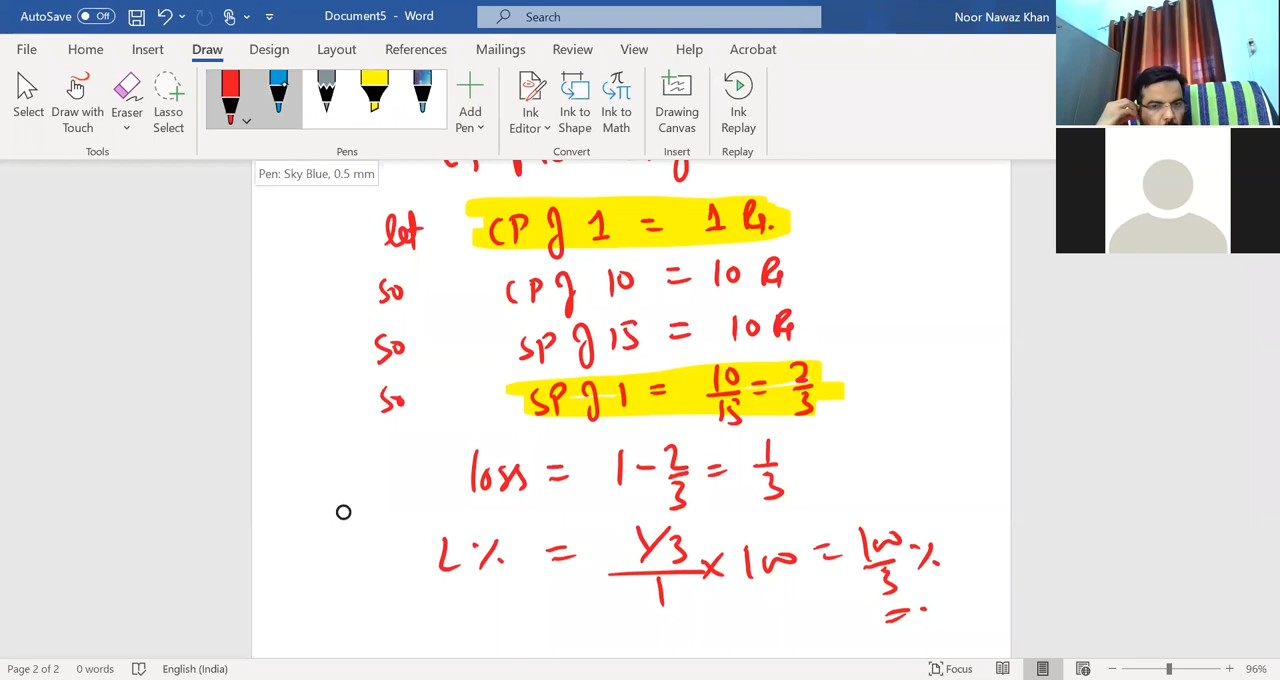 AutoSave Off Document5 - Word Search Noor Nawaz Khan
File Home Insert Draw Design Layout References Mailings Review View Help Acrobat
Select Draw with Touch Eraser Lasso Select Add Pen Ink Editor Ink to Shape Ink to Math Drawing Canvas Ink Replay
Tools Pens Convert Insert Replay
Pen: Sky Blue, 0.5 mm
let CP of 1 = 1 Rs.
so CP of 10 = 10 Rs
so SP of 15 = 10 Rs
so SP of 1 = 10/15 = 2/3
loss = 1 - 2/3 = 1/3
L% = 1/3 / 1 × 100 = 100/3 %
=
Page 2 of 2 0 words English (India) Focus 96%